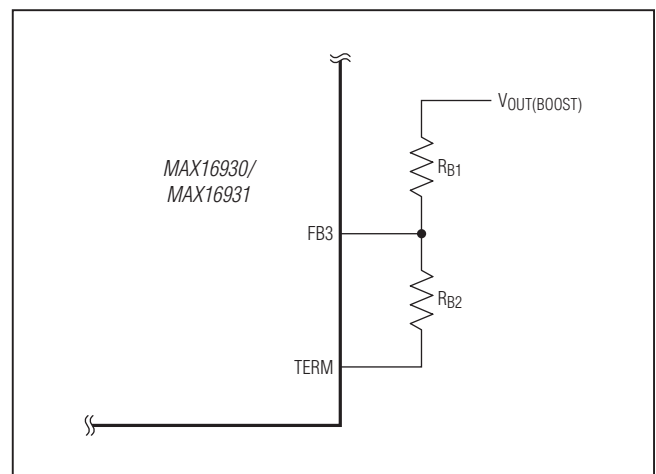 VOUT(BOOST)
RB1
MAX16930/
MAX16931
FB3
RB2
TERM